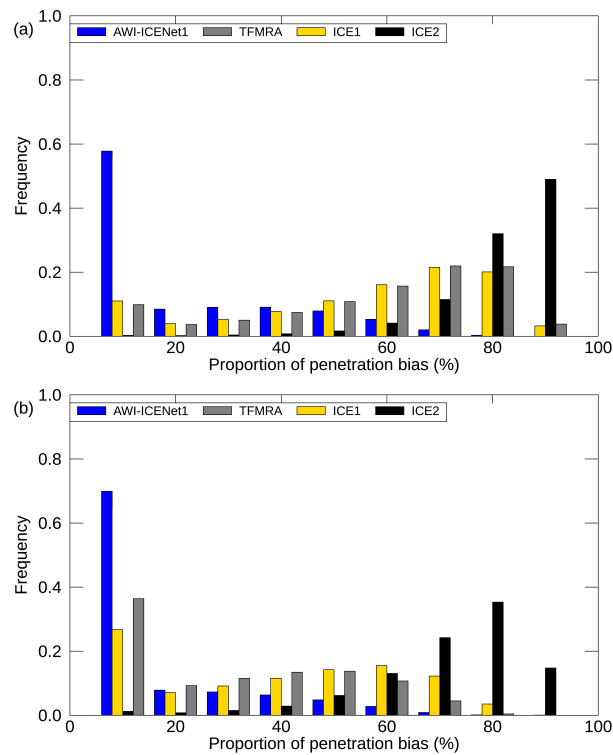 (a)
1.0
AWI-ICENet1 TFMRA ICE1 ICE2
0.8
0.6
0.4
0.2
0.0
Frequency
0 20 40 60 80 100
Proportion of penetration bias (%)
(b)
1.0
AWI-ICENet1 TFMRA ICE1 ICE2
0.8
0.6
0.4
0.2
0.0
Frequency
0 20 40 60 80 100
Proportion of penetration bias (%)